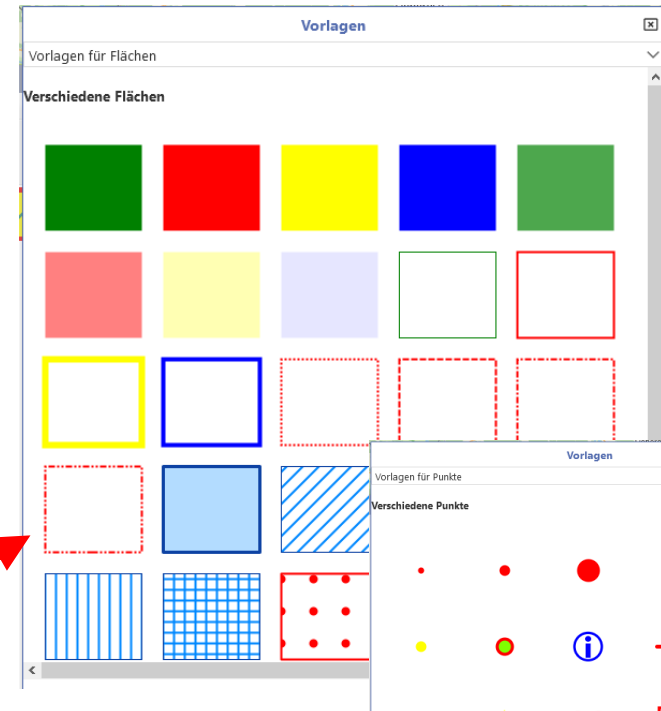 Vorlagen
Vorlagen für Flächen
Verschiedene Flächen
Vorlagen
Vorlagen für Punkte
Verschiedene Punkte